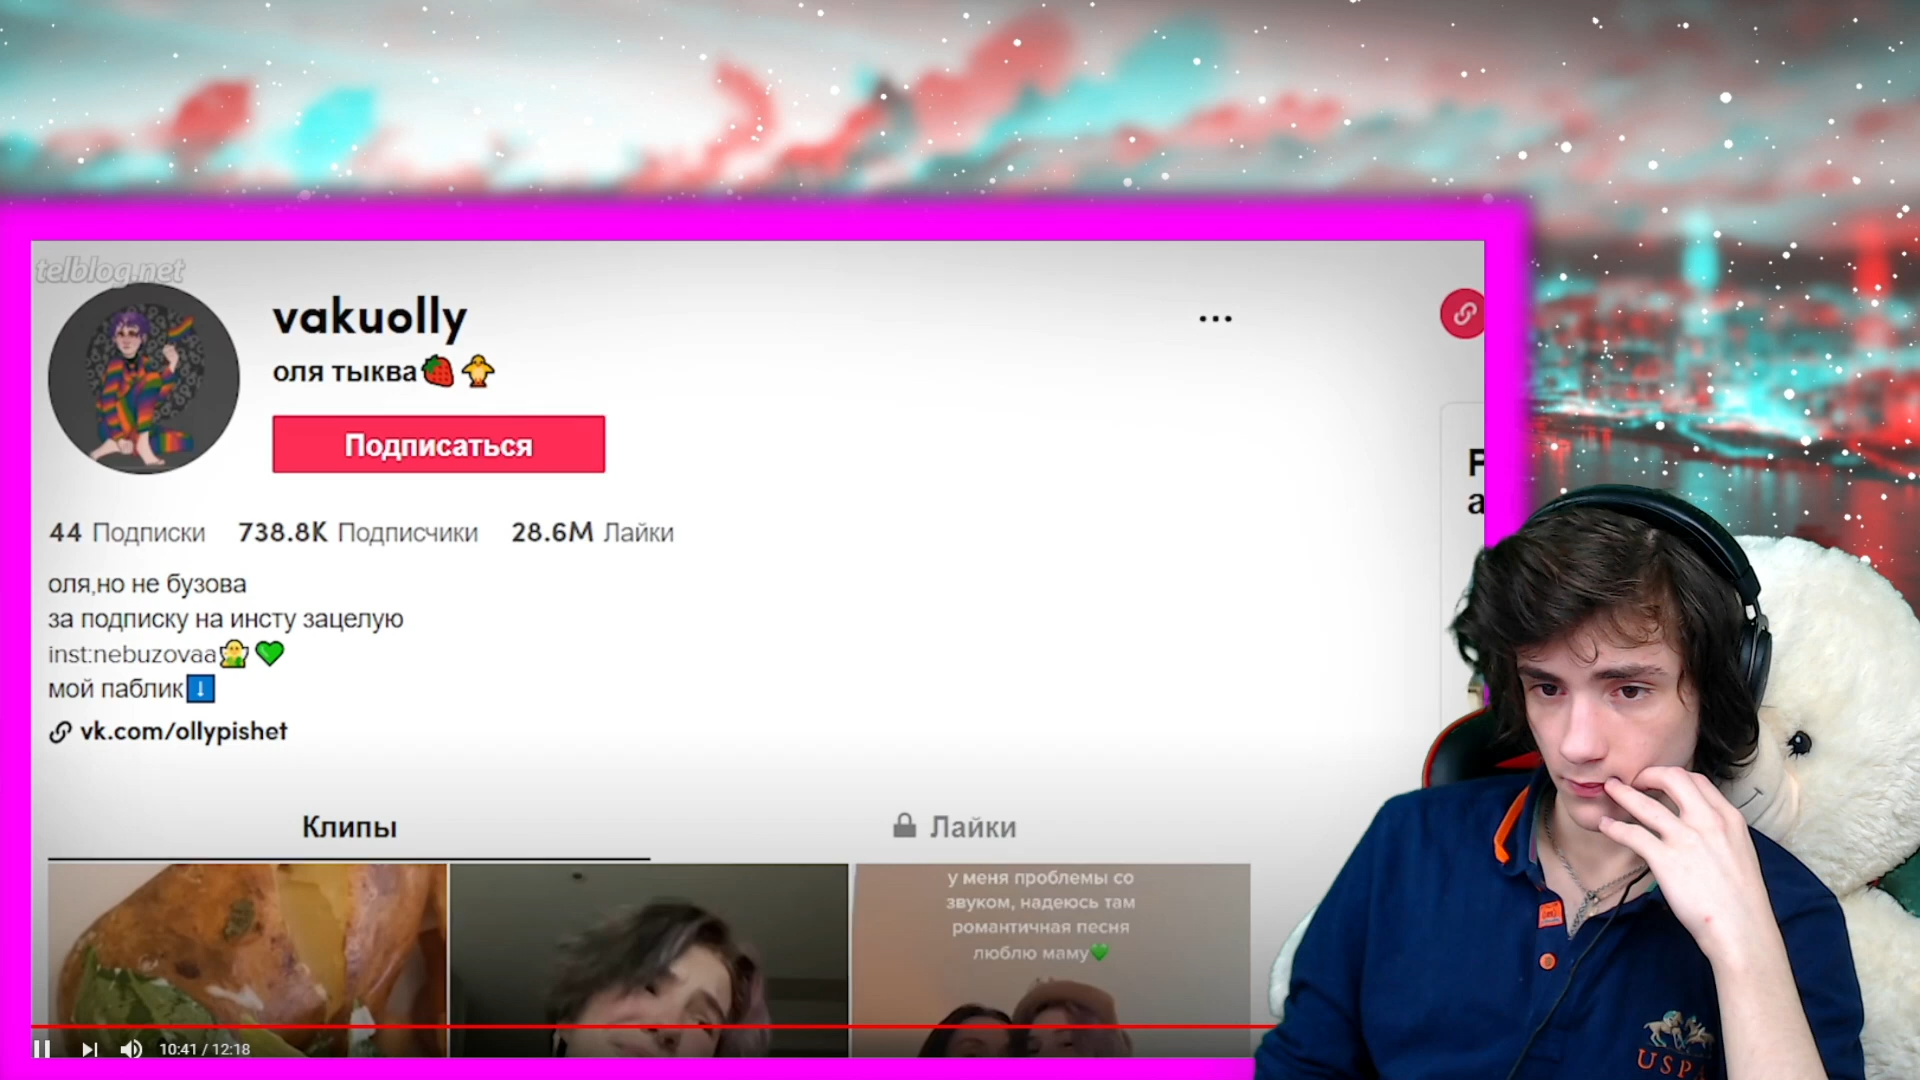 telblog.net
vakuolly
оля тыква🍓🐥
Подписаться
44 Подписки 738.8K Подписчики 28.6M Лайки
оля,но не бузова
за подписку на инсту зацелую
inst:nebuzovaa🧚💚
мой паблик⬇️
vk.com/ollypishet
Клипы
Лайки
у меня проблемы со
звуком, надеюсь там
романтичная песня
люблю маму💚
10:41 / 12:18
USPA